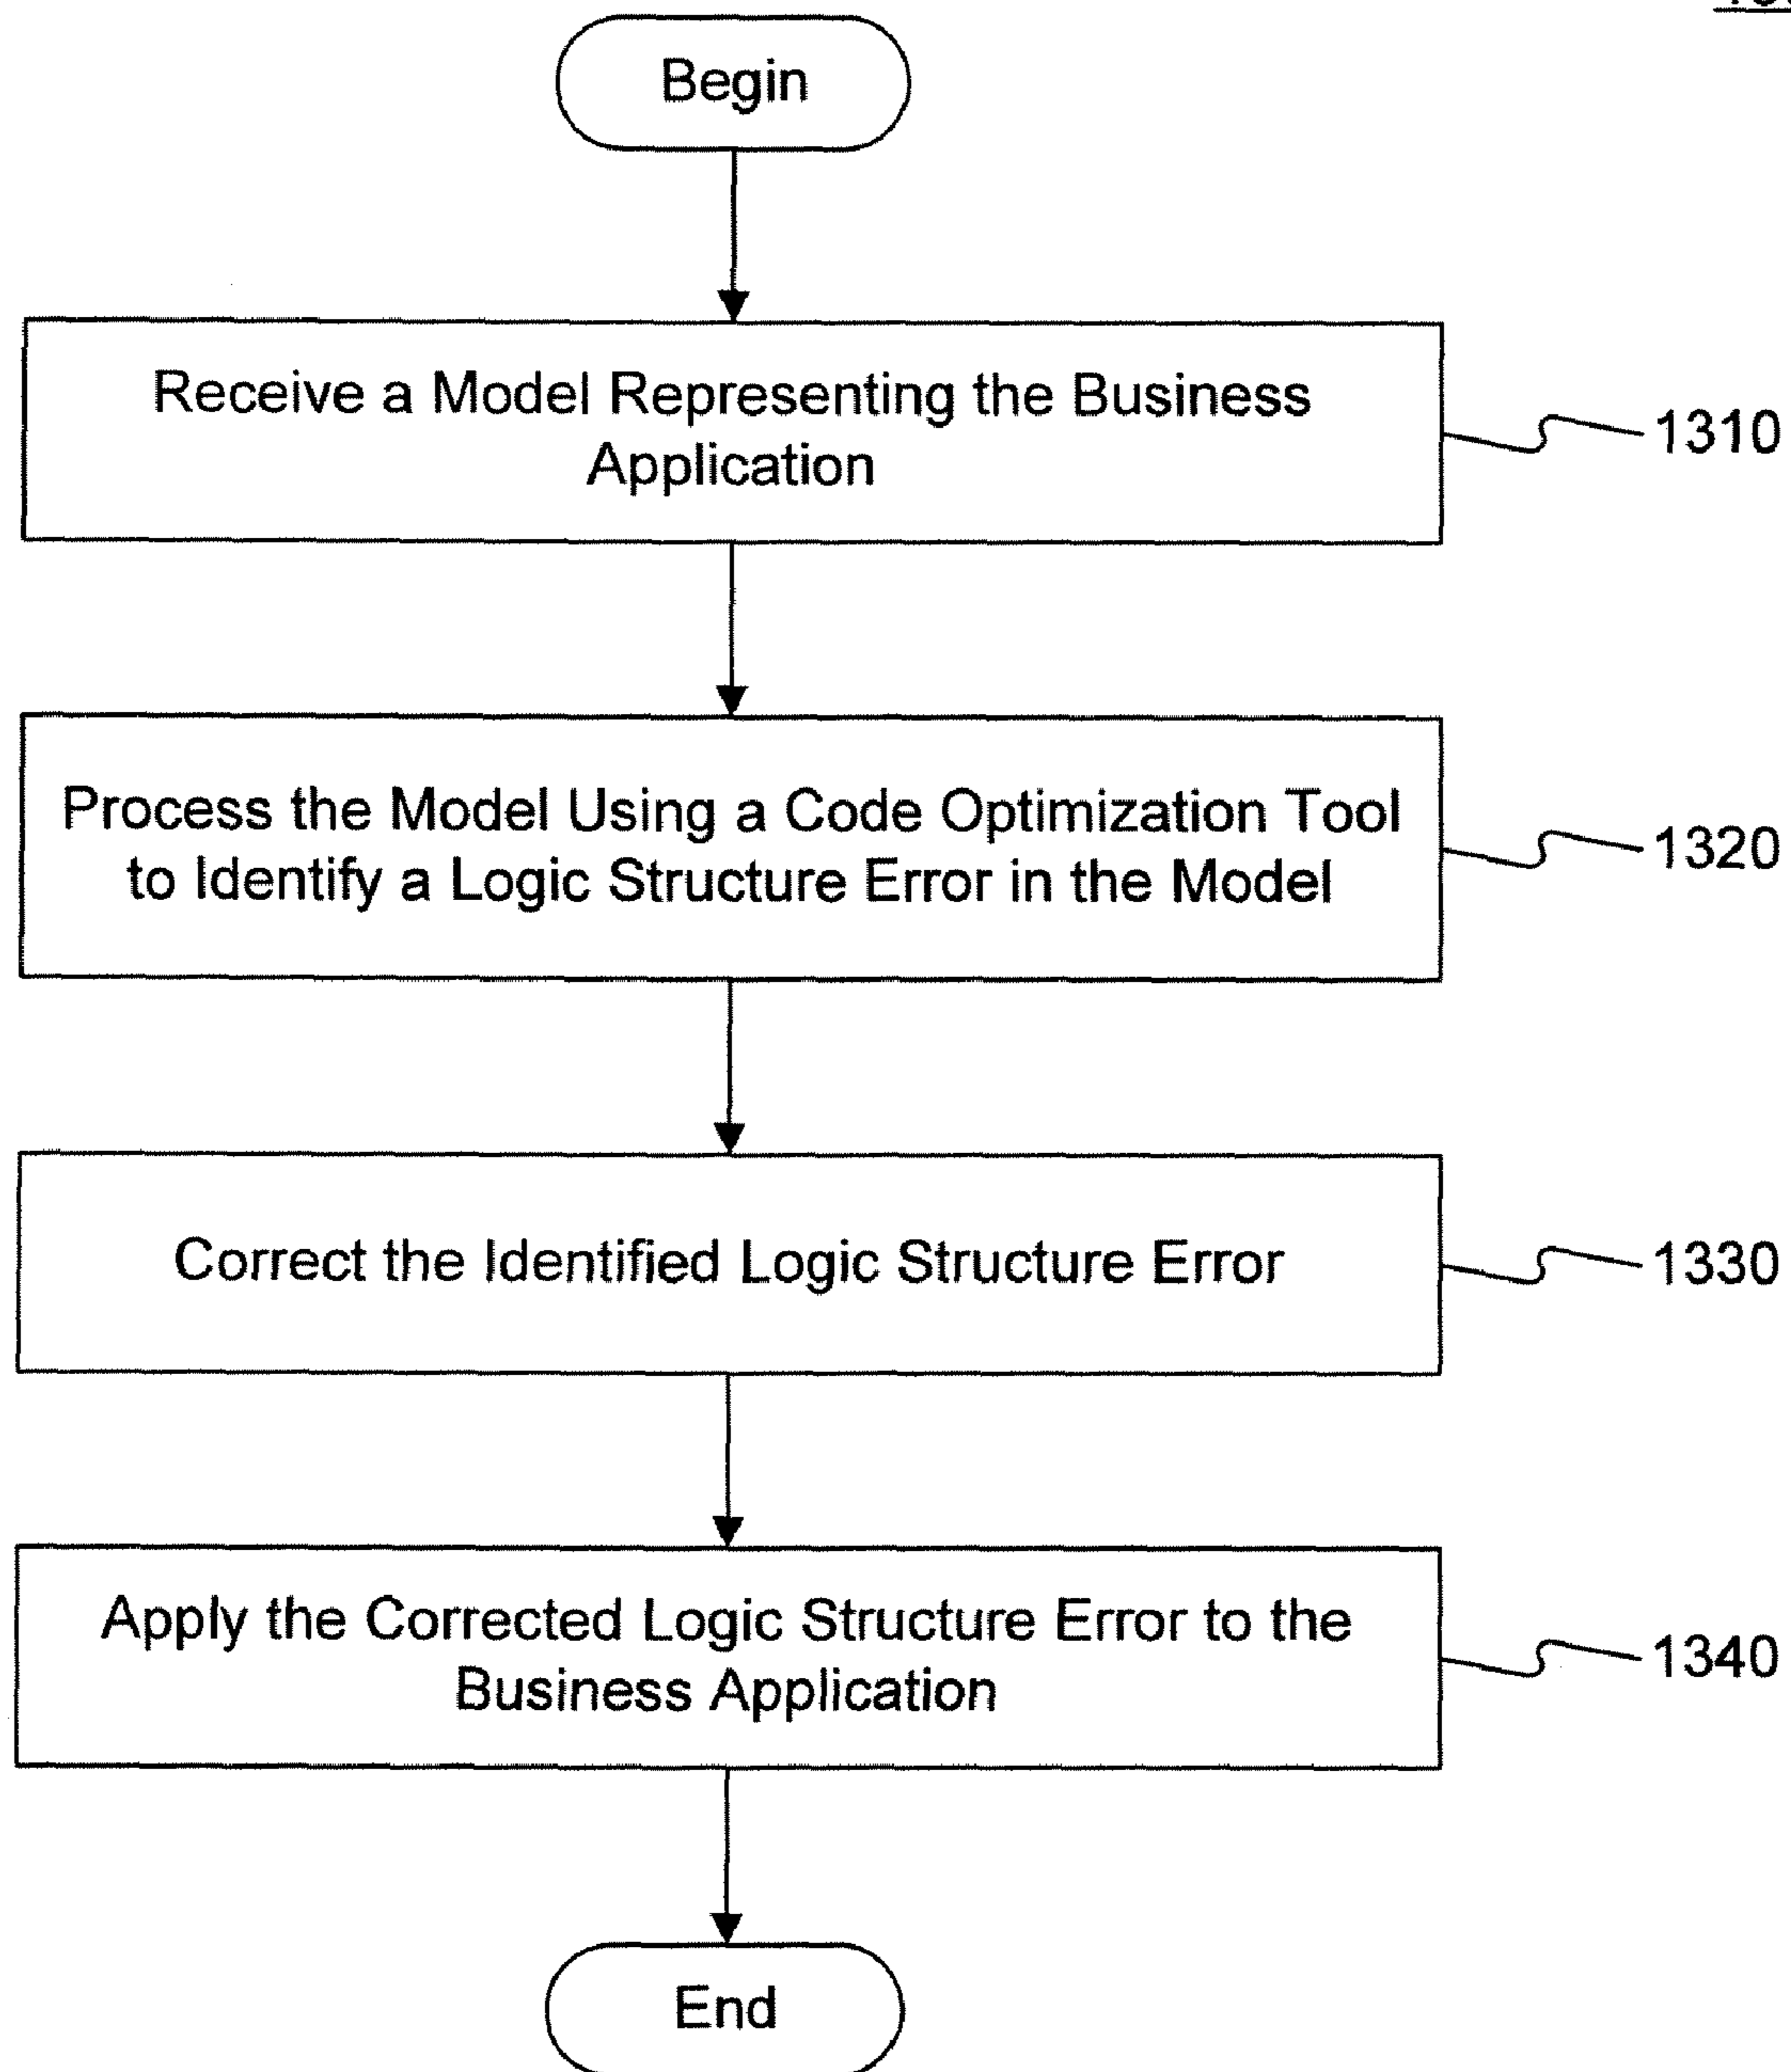 Begin
Receive a Model Representing the Business
Application
1310
Process the Model Using a Code Optimization Tool
to Identify a Logic Structure Error in the Model
1320
Correct the Identified Logic Structure Error
1330
Apply the Corrected Logic Structure Error to the
Business Application
1340
End